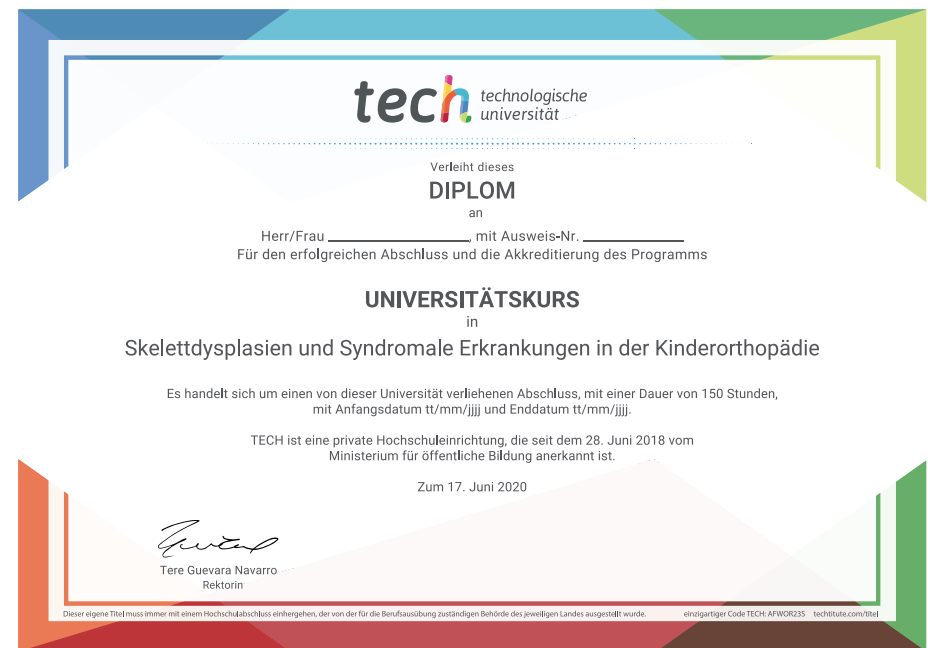 tech technologische
universität
Verleiht dieses
DIPLOM
an
Herr/Frau ____________________, mit Ausweis-Nr. ______________
Für den erfolgreichen Abschluss und die Akkreditierung des Programms
UNIVERSITÄTSKURS
in
Skelettdysplasien und Syndromale Erkrankungen in der Kinderorthopädie
Es handelt sich um einen von dieser Universität verliehenen Abschluss, mit einer Dauer von 150 Stunden,
mit Anfangsdatum tt/mm/jjjj und Enddatum tt/mm/jjjj.
TECH ist eine private Hochschuleinrichtung, die seit dem 28. Juni 2018 vom
Ministerium für öffentliche Bildung anerkannt ist.
Zum 17. Juni 2020
Tere Guevara Navarro
Rektorin
Dieser eigene Titel muss immer mit einem Hochschulabschluss einhergehen, der von der für die Berufsausübung zuständigen Behörde des jeweiligen Landes ausgestellt wurde. einzigartiger Code TECH: AFWOR23S techtitute.com/titel